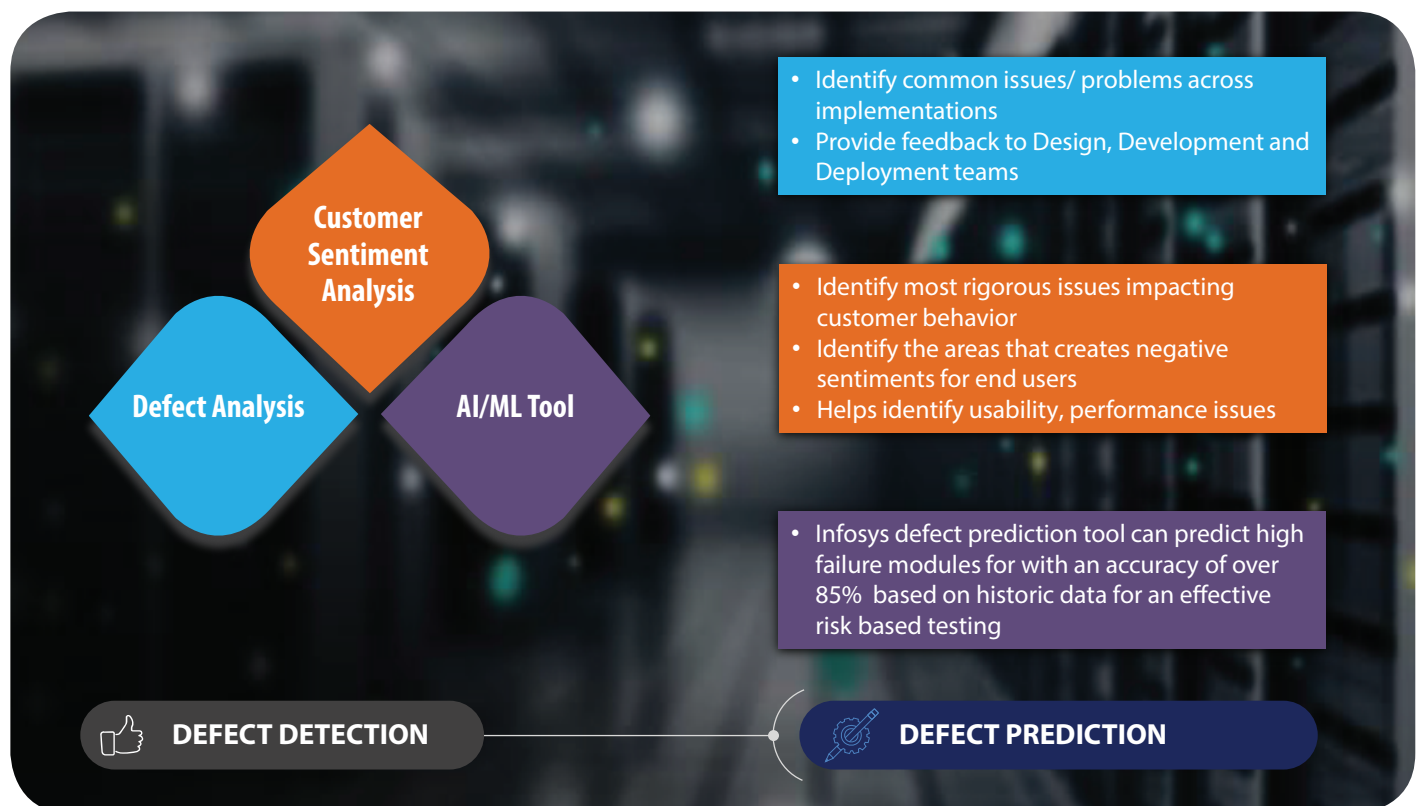 Customer
Sentiment
Analysis
Defect Analysis
AI/ML Tool
• Identify common issues/ problems across
implementations
• Provide feedback to Design, Development and
Deployment teams
• Identify most rigorous issues impacting
customer behavior
• Identify the areas that creates negative
sentiments for end users
• Helps identify usability, performance issues
• Infosys defect prediction tool can predict high
failure modules for with an accuracy of over
85%  based on historic data for an effective
risk based testing
DEFECT DETECTION
DEFECT PREDICTION